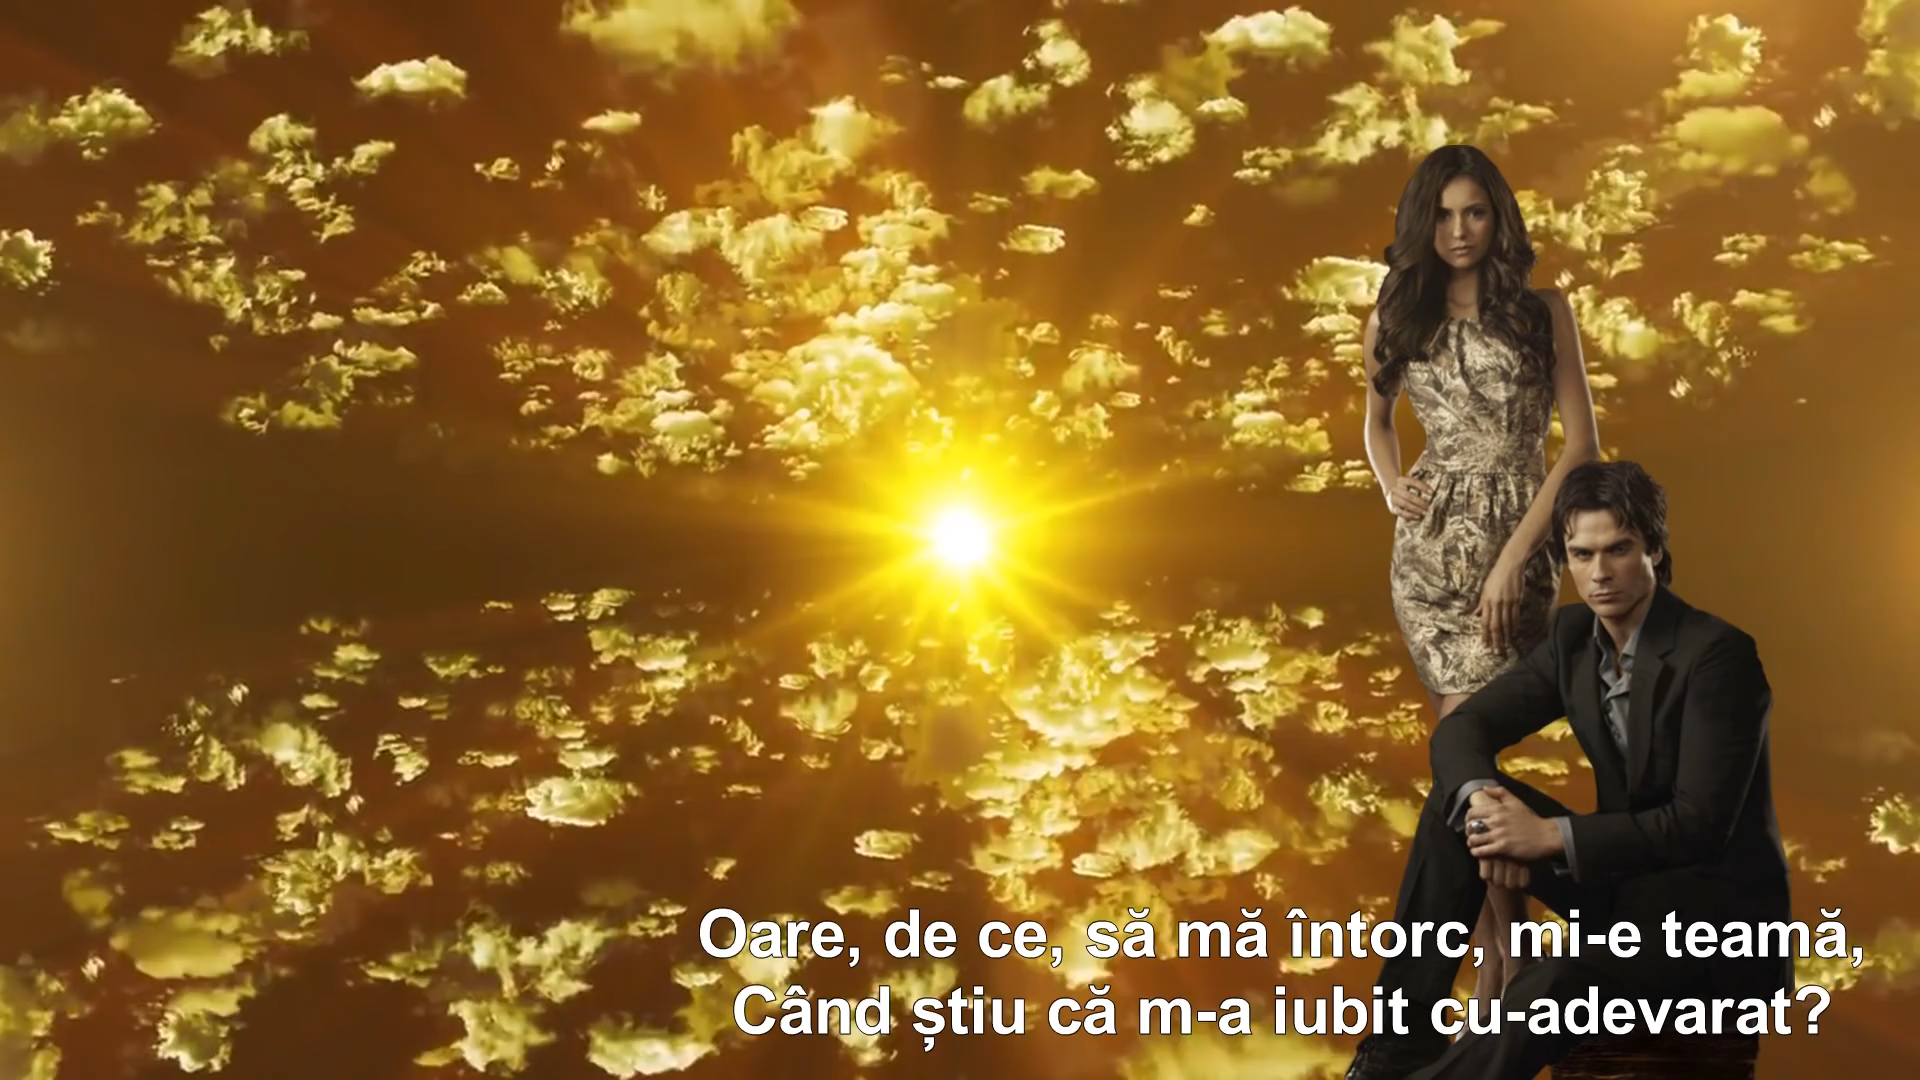 Oare, de ce, să mă întorc, mi-e teamă,
Când știu că m-a iubit cu-adevarat?